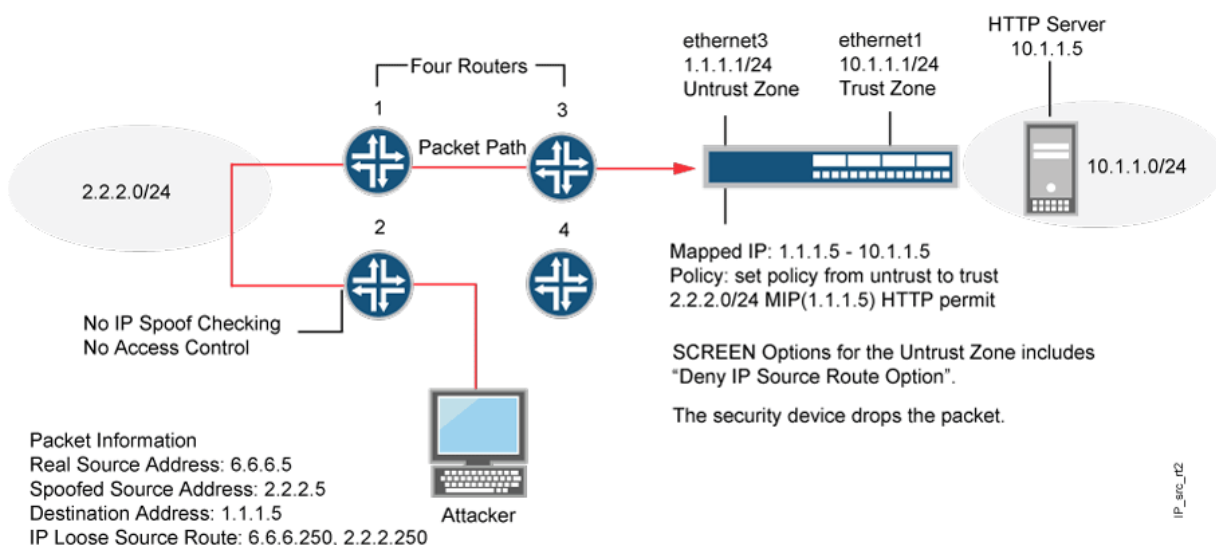 HTTP Server
10.1.1.5
ethernet3
1.1.1.1/24
Untrust Zone
ethernet1
10.1.1.1/24
Trust Zone
Four Routers
1
3
Packet Path
2.2.2.0/24
10.1.1.0/24
2
4
No IP Spoof Checking
No Access Control
Mapped IP: 1.1.1.5 - 10.1.1.5
Policy: set policy from untrust to trust
2.2.2.0/24 MIP(1.1.1.5) HTTP permit
SCREEN Options for the Untrust Zone includes
“Deny IP Source Route Option”.
The security device drops the packet.
Packet Information
Real Source Address: 6.6.6.5
Spoofed Source Address: 2.2.2.5
Destination Address: 1.1.1.5
IP Loose Source Route: 6.6.6.250, 2.2.2.250
Attacker
IP_src_rt2